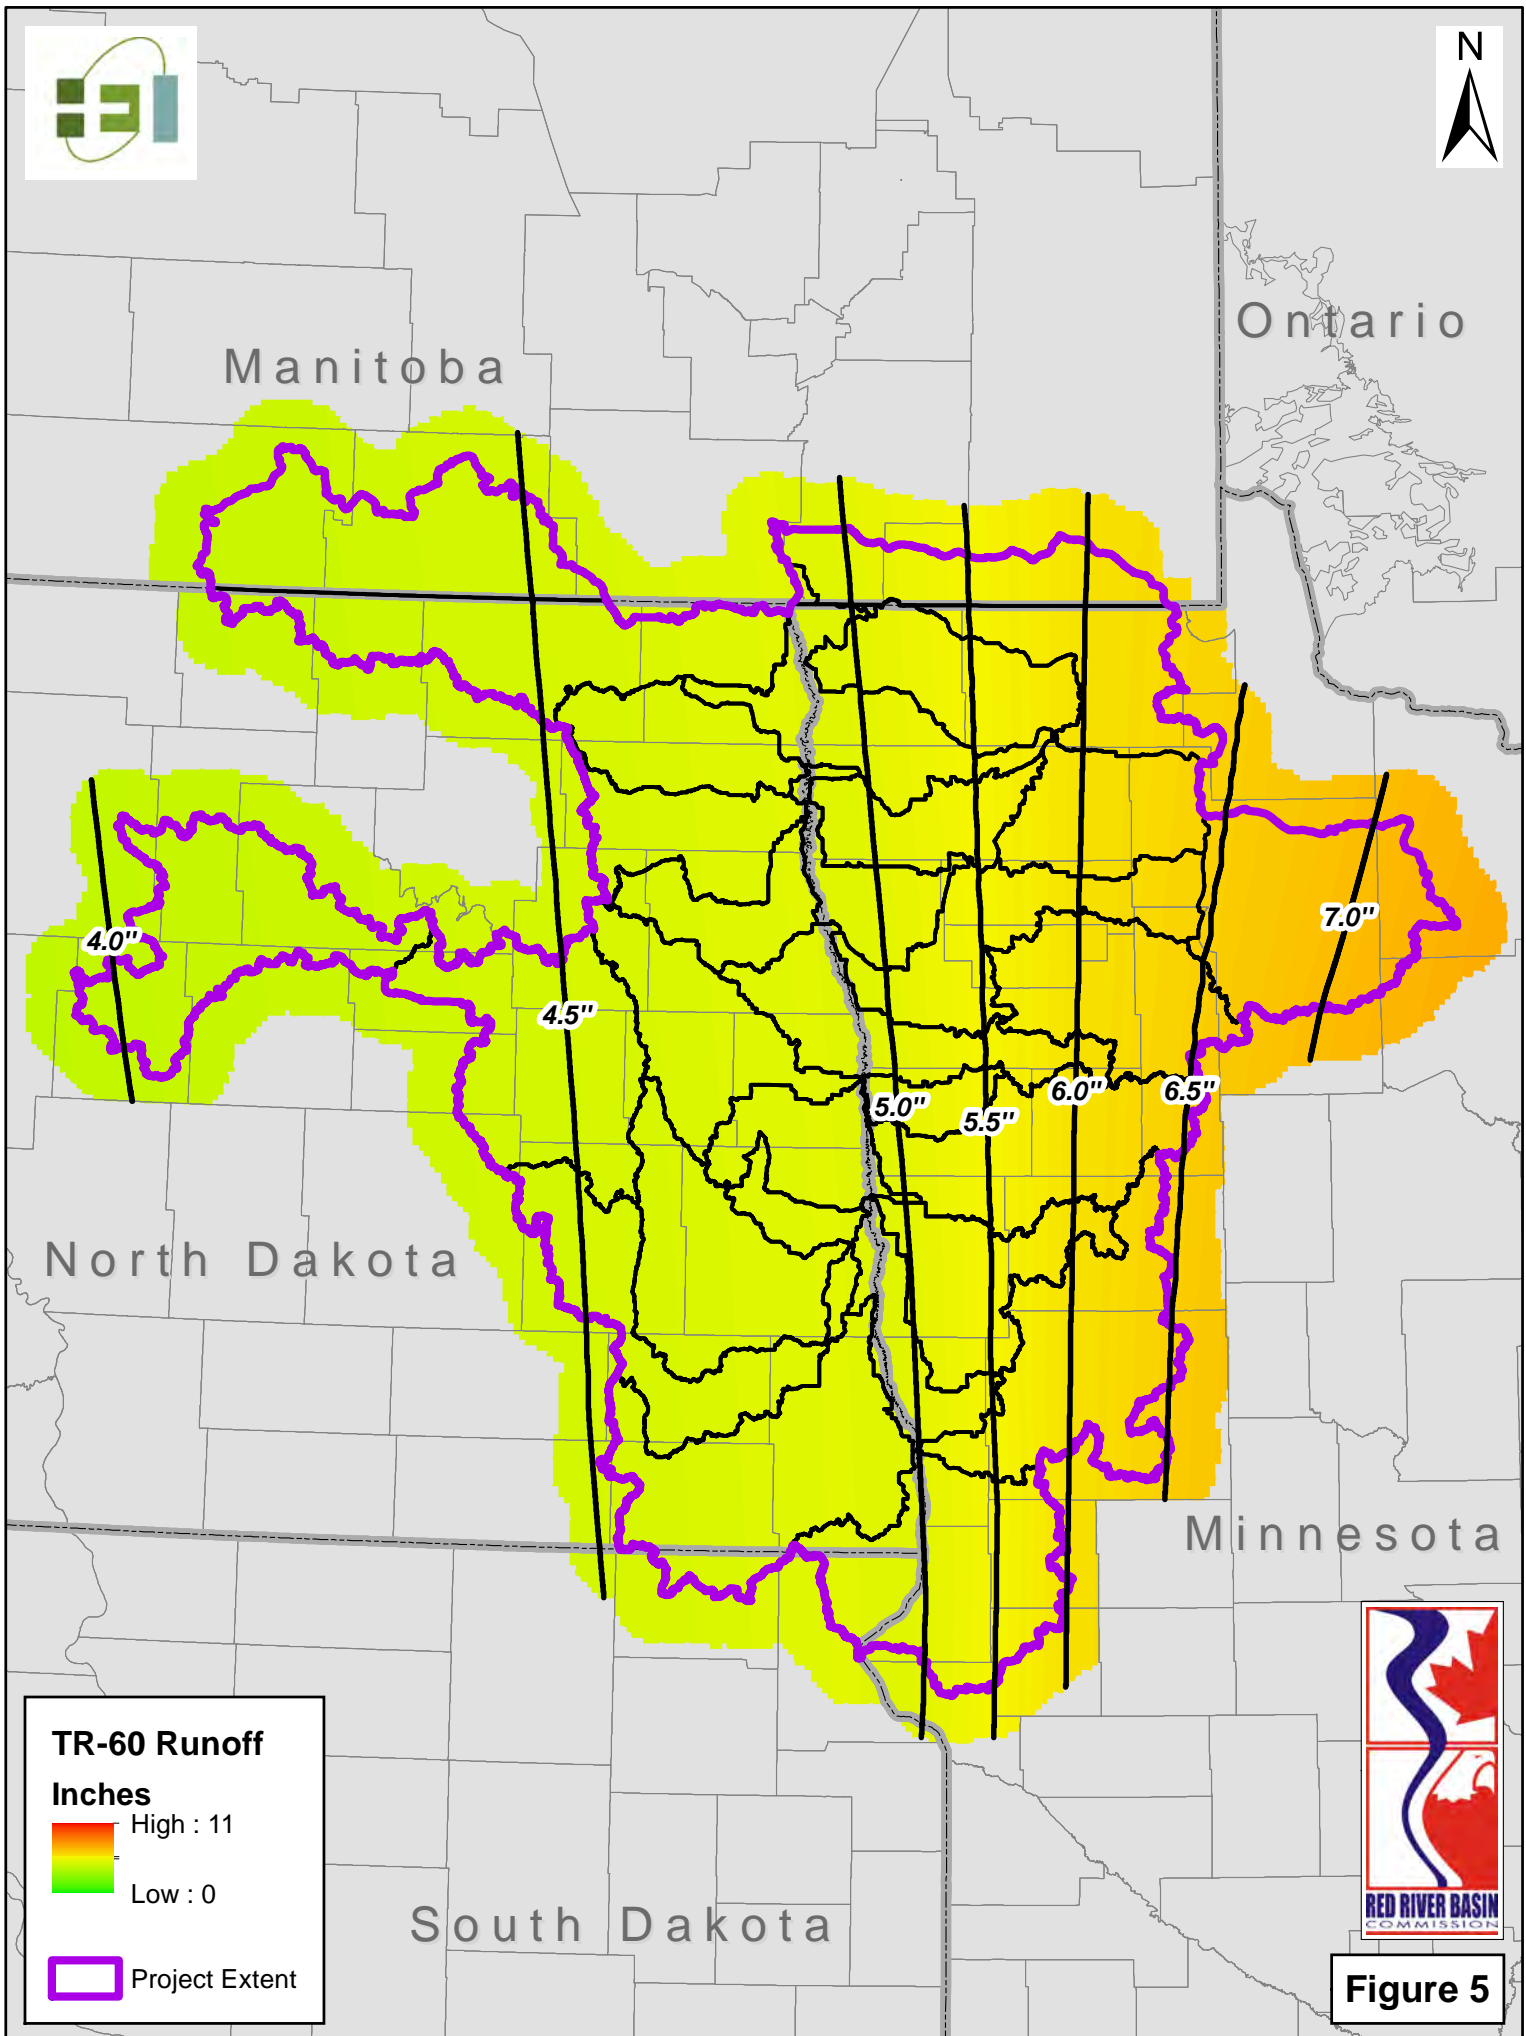 N
Ontario
Manitoba
7.0"
4.0"
4.5"
6.0"
6.5"
5.0"
5.5"
North Dakota
Minnesota
TR-60 Runoff
Inches
High : 11
Low : 0
Project Extent
South Dakota
RED RIVER BASIN
COMMISSION
Figure 5